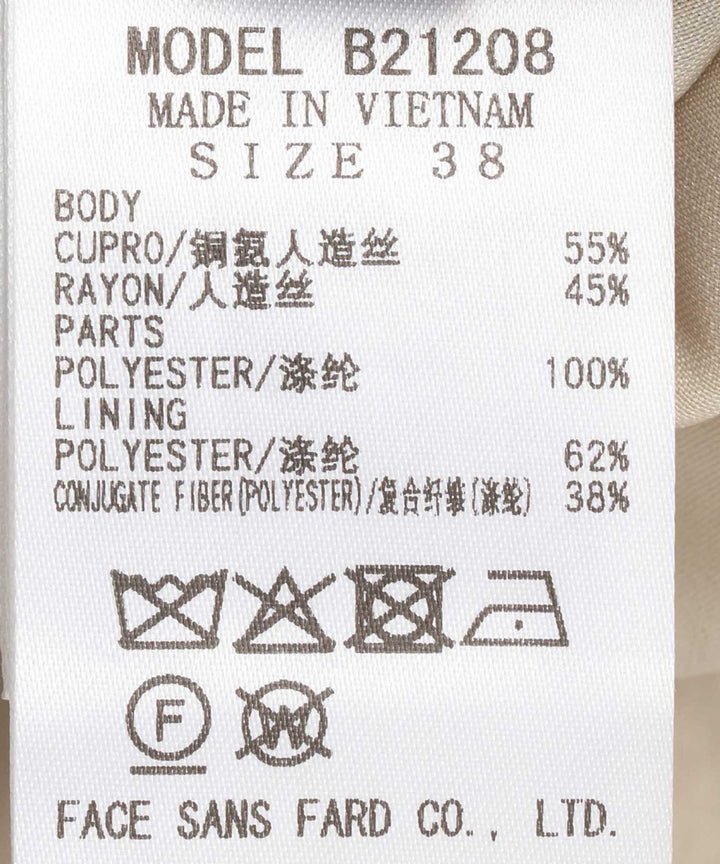 MODEL B21208
MADE IN VIETNAM
SIZE 38
BODY
CUPRO/铜氨人造丝 55%
RAYON/人造丝 45%
PARTS
POLYESTER/涤纶 100%
LINING
POLYESTER/涤纶 62%
CONJUGATE FIBER(POLYESTER)/复合纤维(涤纶) 38%
F W
FACE SANS FARD CO., LTD.